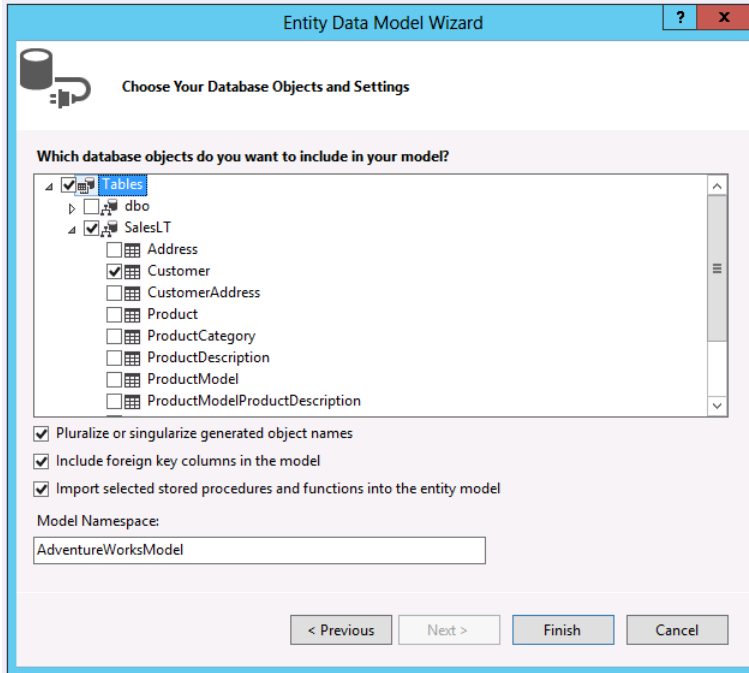 Entity Data Model Wizard
? x
Choose Your Database Objects and Settings
Which database objects do you want to include in your model?
Tables
dbo
SalesLT
Address
Customer
CustomerAddress
Product
ProductCategory
ProductDescription
ProductModel
ProductModelProductDescription
Pluralize or singularize generated object names
Include foreign key columns in the model
Import selected stored procedures and functions into the entity model
Model Namespace:
AdventureWorksModel
< Previous Next > Finish Cancel